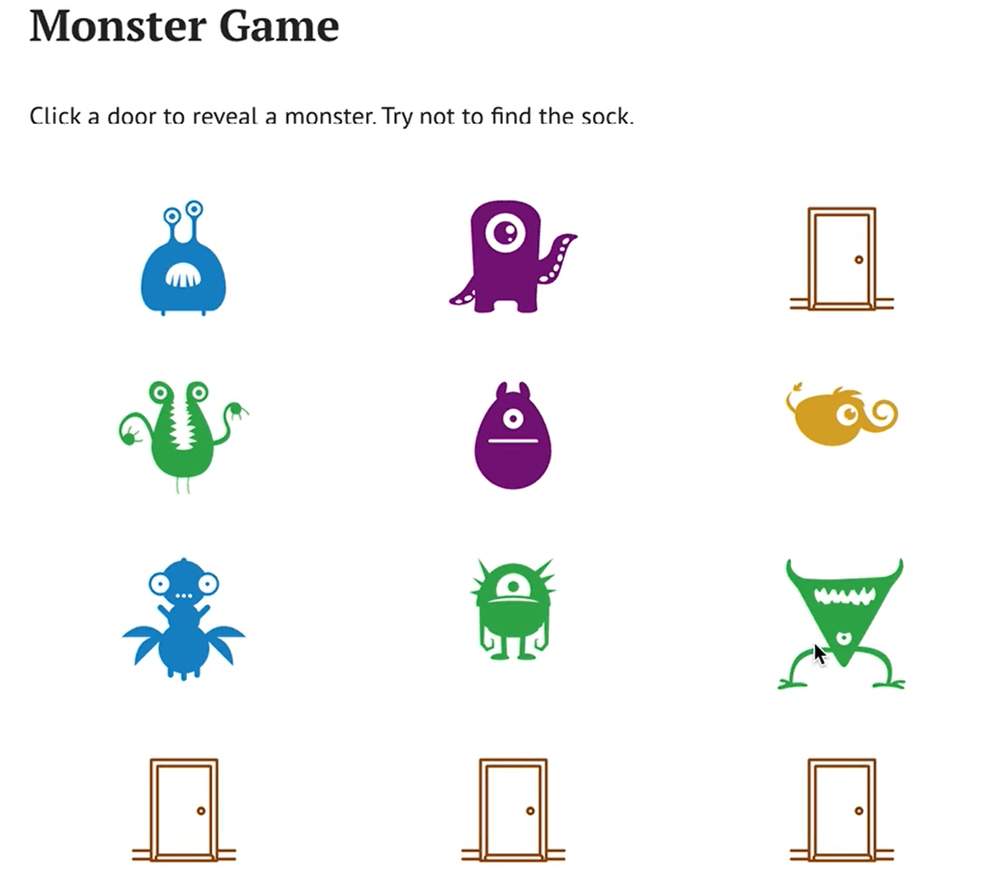 Monster Game
Click a door to reveal a monster. Try not to find the sock.